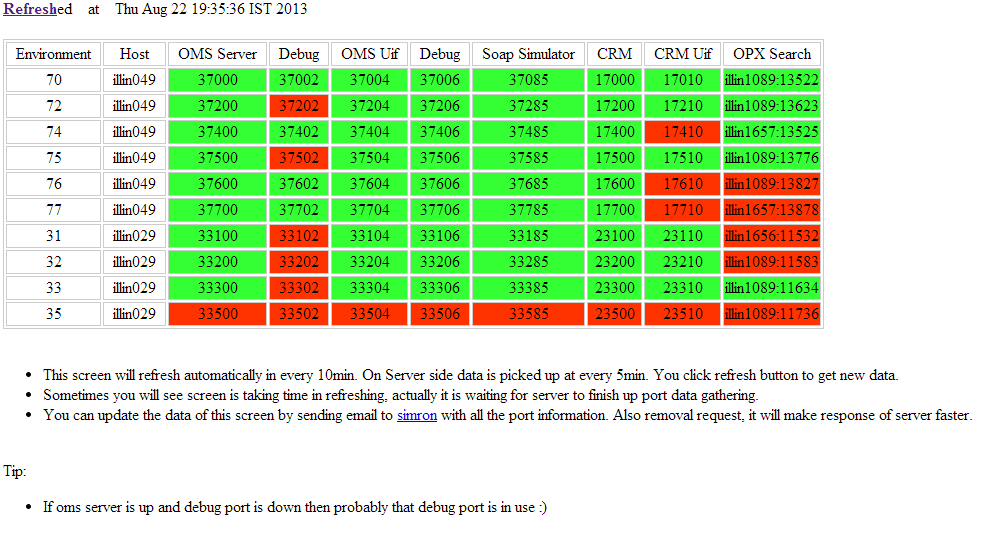 Refreshed at Thu Aug 22 19:35:36 IST 2013
Environment Host OMS Server Debug OMS Uif Debug Soap Simulator CRM CRM Uif OPX Search
70 illin049 37000 37002 37004 37006 37085 17000 17010 illin1089:13522
72 illin049 37200 37202 37204 37206 37285 17200 17210 illin1089:13623
74 illin049 37400 37402 37404 37406 37485 17400 17410 illin1657:13525
75 illin049 37500 37502 37504 37506 37585 17500 17510 illin1089:13776
76 illin049 37600 37602 37604 37606 37685 17600 17610 illin1089:13827
77 illin049 37700 37702 37704 37706 37785 17700 17710 illin1657:13878
31 illin029 33100 33102 33104 33106 33185 23100 23110 illin1656:11532
32 illin029 33200 33202 33204 33206 33285 23200 23210 illin1089:11583
33 illin029 33300 33302 33304 33306 33385 23300 23310 illin1089:11634
35 illin029 33500 33502 33504 33506 33585 23500 23510 illin1089:11736
• This screen will refresh automatically in every 10min. On Server side data is picked up at every 5min. You click refresh button to get new data.
• Sometimes you will see screen is taking time in refreshing, actually it is waiting for server to finish up port data gathering.
• You can update the data of this screen by sending email to simron with all the port information. Also removal request, it will make response of server faster.
Tip:
• If oms server is up and debug port is down then probably that debug port is in use :)